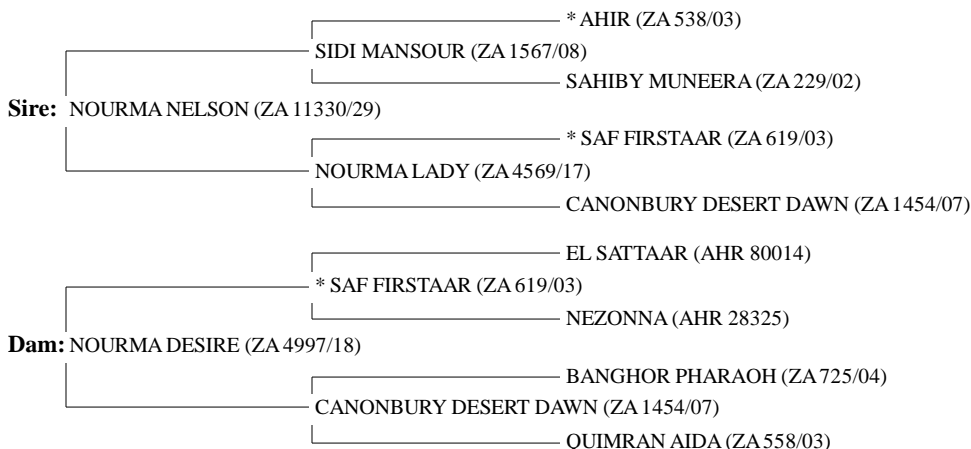 * AHIR (ZA 538/03)
SIDI MANSOUR (ZA 1567/08)
SAHIBY MUNEERA (ZA 229/02)
Sire: NOURMA NELSON (ZA 11330/29)
* SAF FIRSTAAR (ZA 619/03)
NOURMA LADY (ZA 4569/17)
CANONBURY DESERT DAWN (ZA 1454/07)
EL SATTAAR (AHR 80014)
* SAF FIRSTAAR (ZA 619/03)
NEZONNA (AHR 28325)
Dam: NOURMA DESIRE (ZA 4997/18)
BANGHOR PHARAOH (ZA 725/04)
CANONBURY DESERT DAWN (ZA 1454/07)
QUIMRAN AIDA (ZA 558/03)